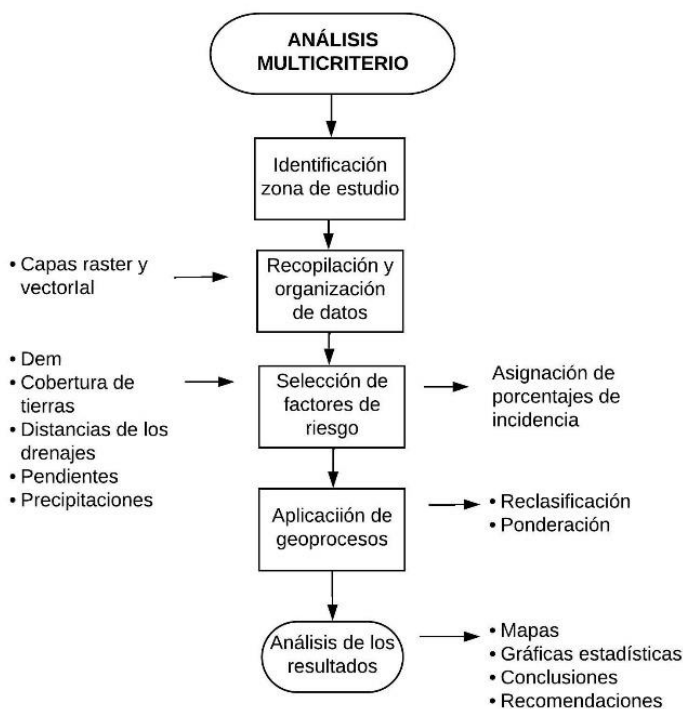 ANÁLISIS
MULTICRITERIO
Identificación
zona de estudio
• Capas raster y
vectorIal
Recopilación y
organización
de datos
• Dem
• Cobertura de
tierras
• Distancias de los
drenajes
• Pendientes
• Precipitaciones
Selección de
factores de
riesgo
Asignación de
porcentajes de
incidencia
Aplicaciión de
geoprocesos
• Reclasificación
• Ponderación
Análisis de los
resultados
• Mapas
• Gráficas estadísticas
• Conclusiones
• Recomendaciones